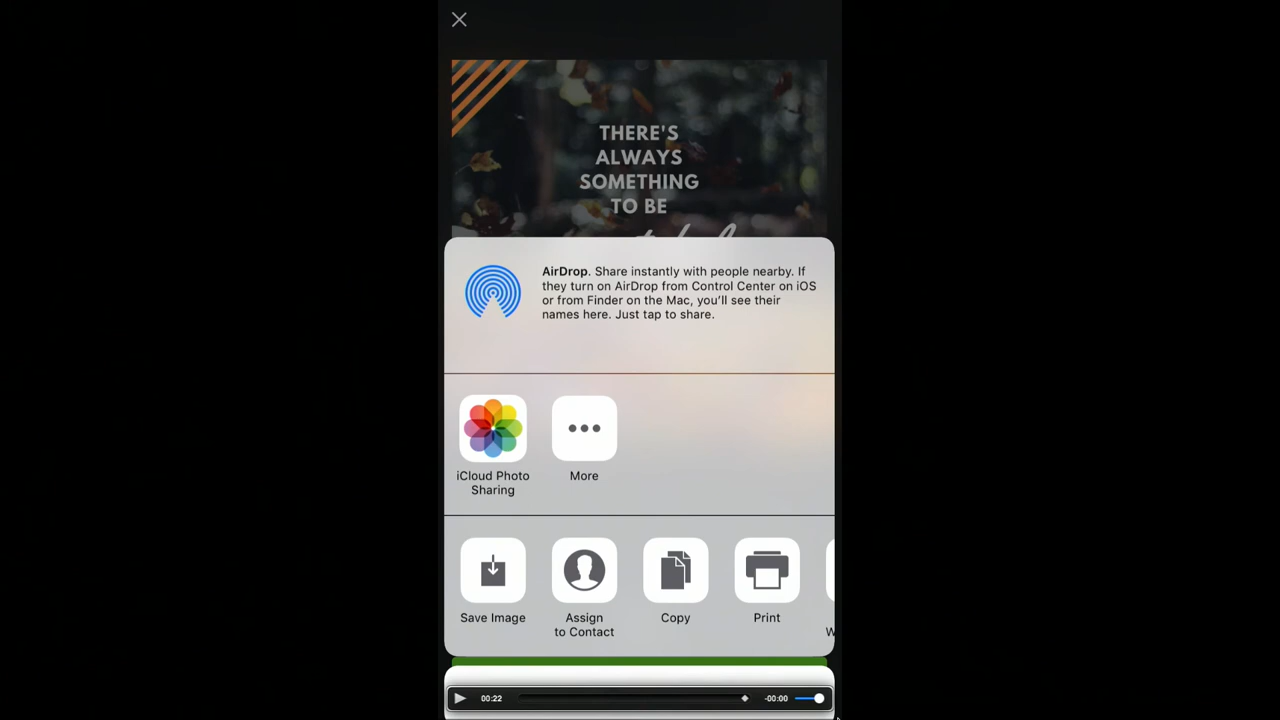 THERE'S
ALWAYS
SOMETHING
TO BE
AirDrop. Share instantly with people nearby. If
they turn on AirDrop from Control Center on iOS
or from Finder on the Mac, you'll see their
names here. Just tap to share.
iCloud Photo
Sharing
More
Save Image
Assign
to Contact
Copy
Print
W
00:22
-00:00